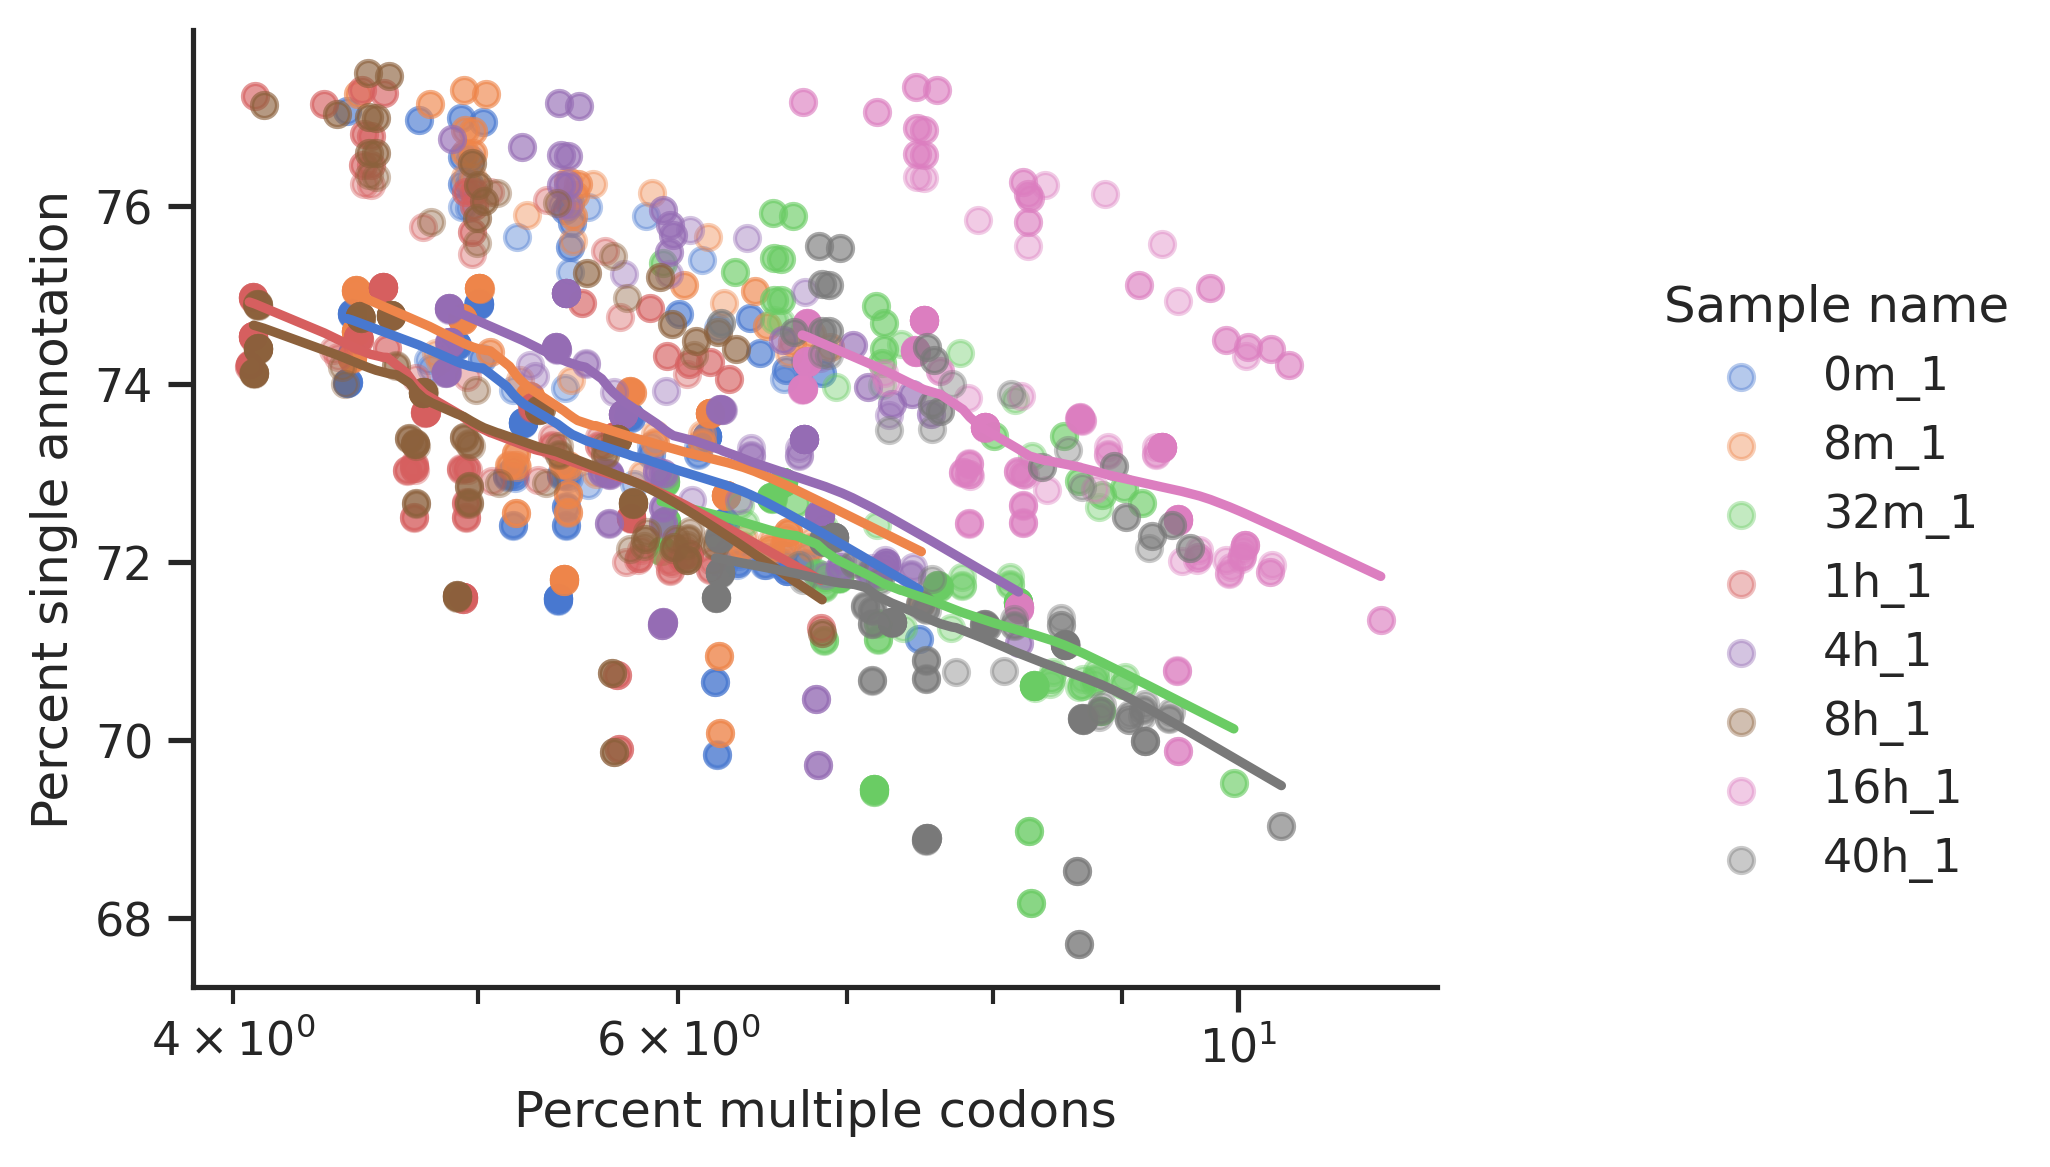 Percent single annotation
76
74
72
70
68
4 × 10⁰
6 × 10⁰
10¹
Percent multiple codons
Sample name
0m_1
8m_1
32m_1
1h_1
4h_1
8h_1
16h_1
40h_1